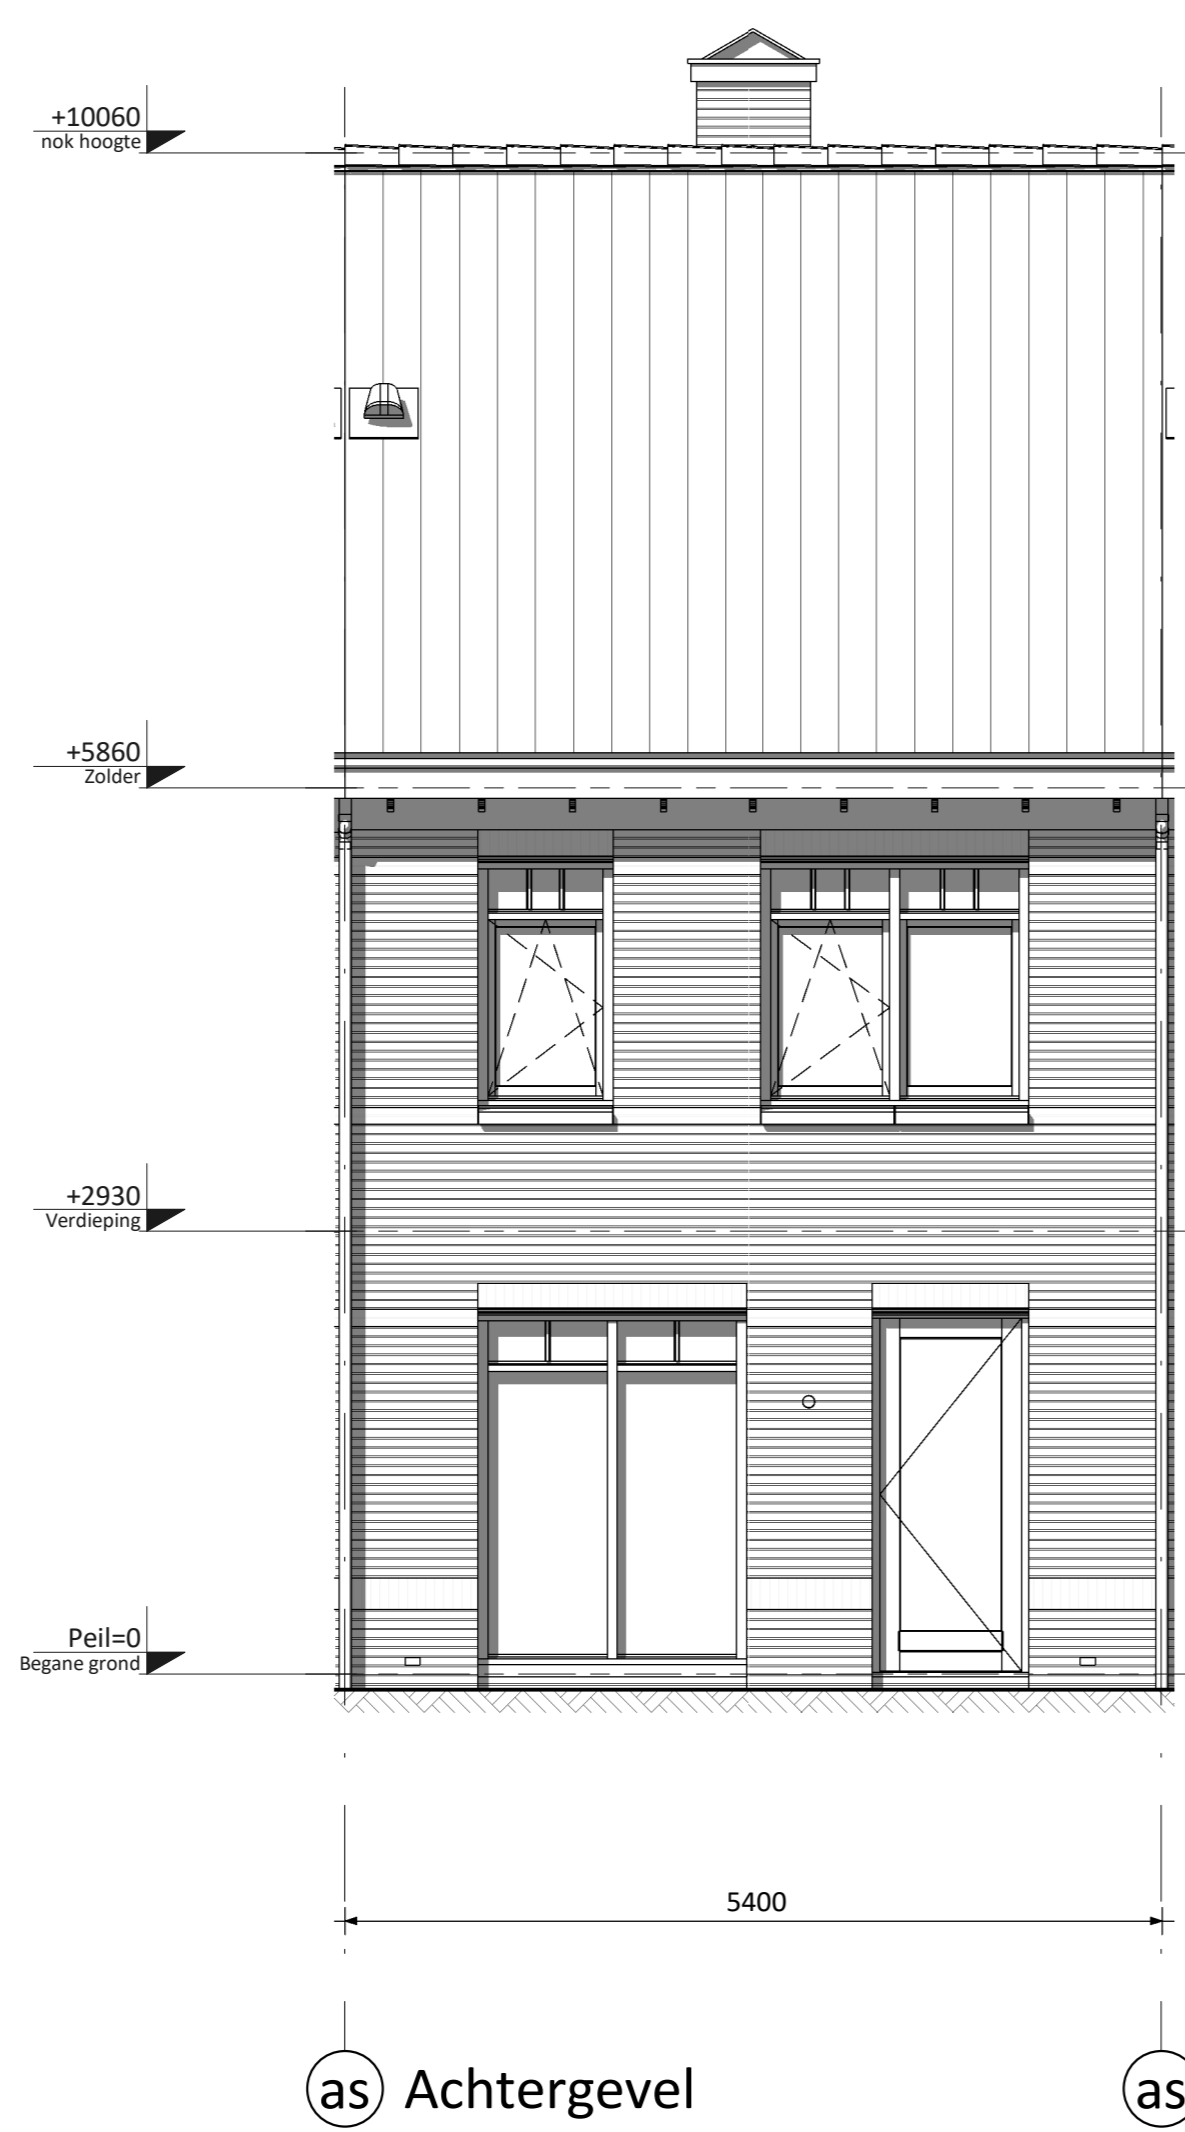 +10060
nok hoogte
+5860
Zolder
+2930
Verdieping
Peil=0
Begane grond
5400
as Achtergevel as